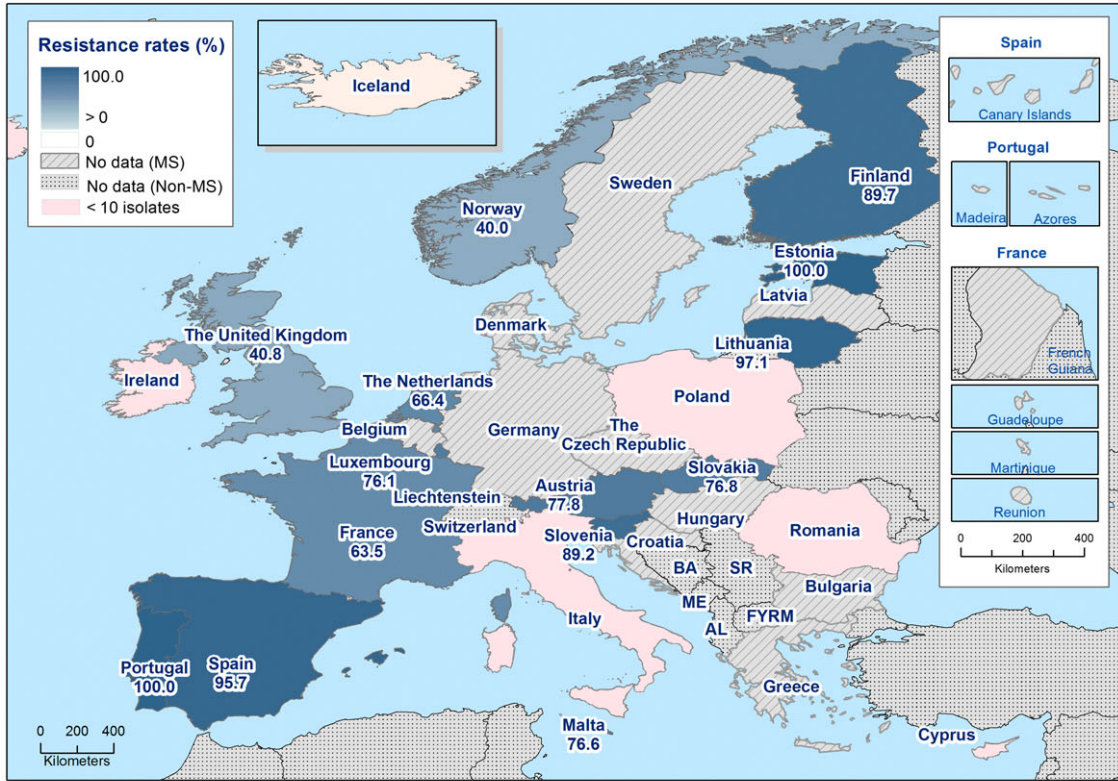 Resistance rates (%)
100.0
> 0
0
No data (MS)
No data (Non-MS)
< 10 isolates
Iceland
Spain
Canary Islands
Portugal
Madeira
Azores
France
French
Guiana
Guadeloupe
Martinique
Reunion
0 200 400
Kilometers
Finland
89.7
Sweden
Norway
40.0
Estonia
100.0
Latvia
Denmark
Lithuania
97.1
The United Kingdom
40.8
Ireland
The Netherlands
66.4
Poland
Belgium
Germany
The
Czech Republic
Luxembourg
76.1
Slovakia
76.8
Liechtenstein
Austria
77.8
Switzerland
Hungary
Romania
France
63.5
Slovenia
89.2
Croatia
BA
SR
Bulgaria
ME
FYRM
AL
Italy
Portugal
100.0
Spain
95.7
Greece
Malta
76.6
Cyprus
0 200 400
Kilometers